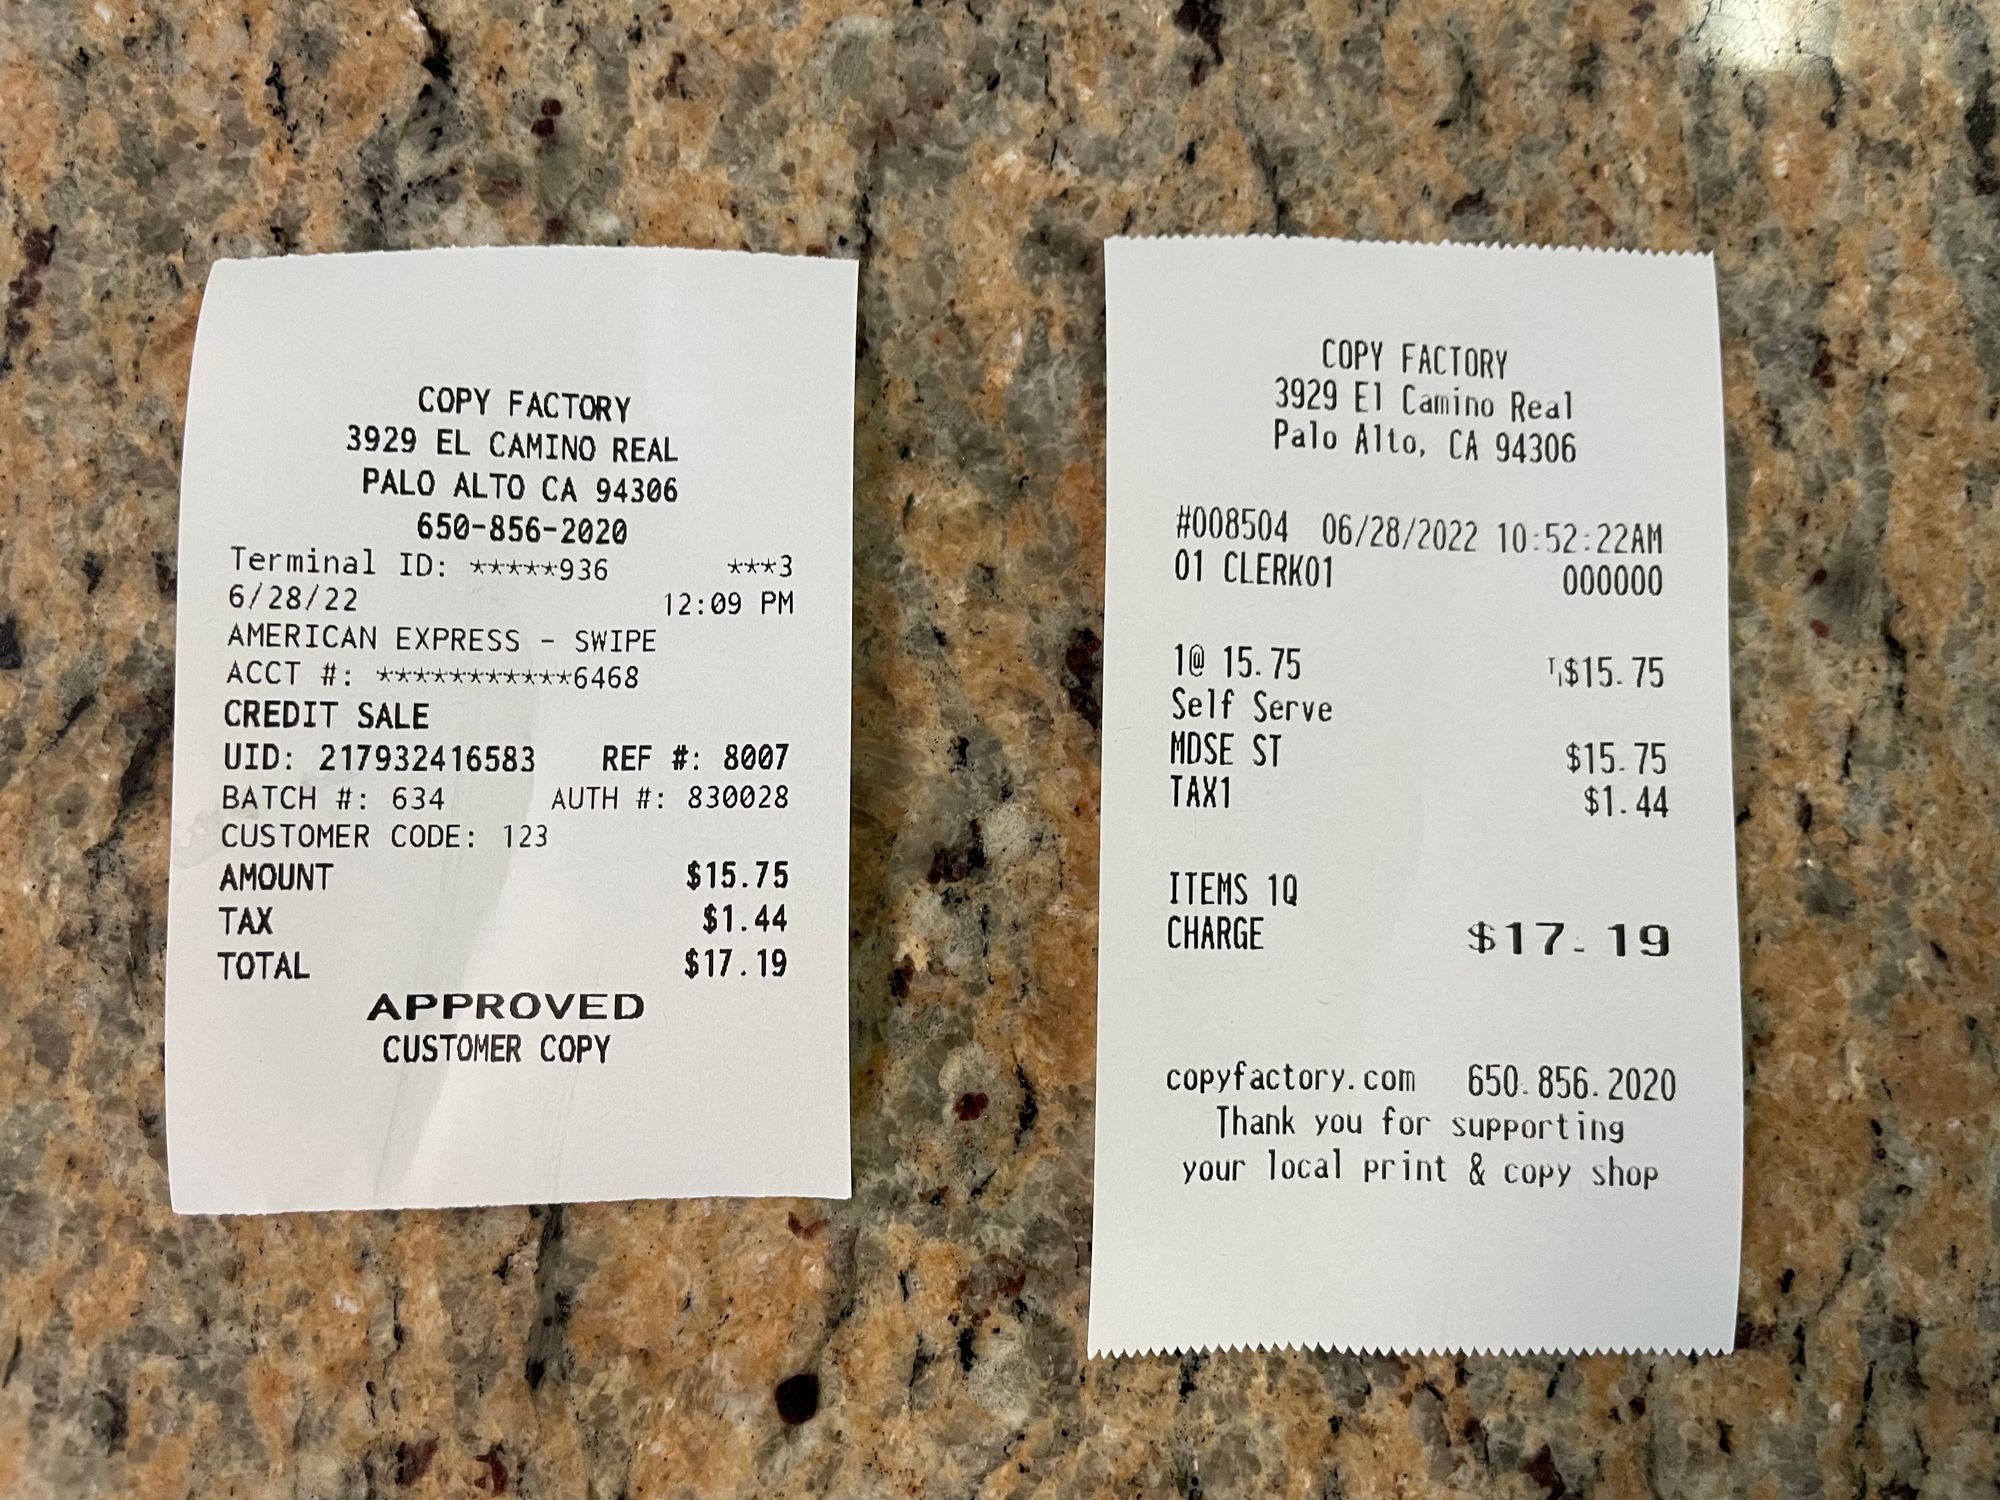 COPY FACTORY
3929 EL CAMINO REAL
PALO ALTO CA 94306
650-856-2020
Terminal ID: *****936 ***3
6/28/22 12:09 PM
AMERICAN EXPRESS - SWIPE
ACCT #: ***********6468
CREDIT SALE
UID: 217932416583 REF #: 8007
BATCH #: 634 AUTH #: 830028
CUSTOMER CODE: 123
AMOUNT $15.75
TAX $1.44
TOTAL $17.19
APPROVED
CUSTOMER COPY
COPY FACTORY
3929 El Camino Real
Palo Alto, CA 94306
#008504 06/28/2022 10:52:22AM
01 CLERK01 000000
1@ 15.75 T1$15.75
Self Serve
MDSE ST $15.75
TAX1 $1.44
ITEMS 1Q
CHARGE $17.19
copyfactory.com 650.856.2020
Thank you for supporting
your local print & copy shop